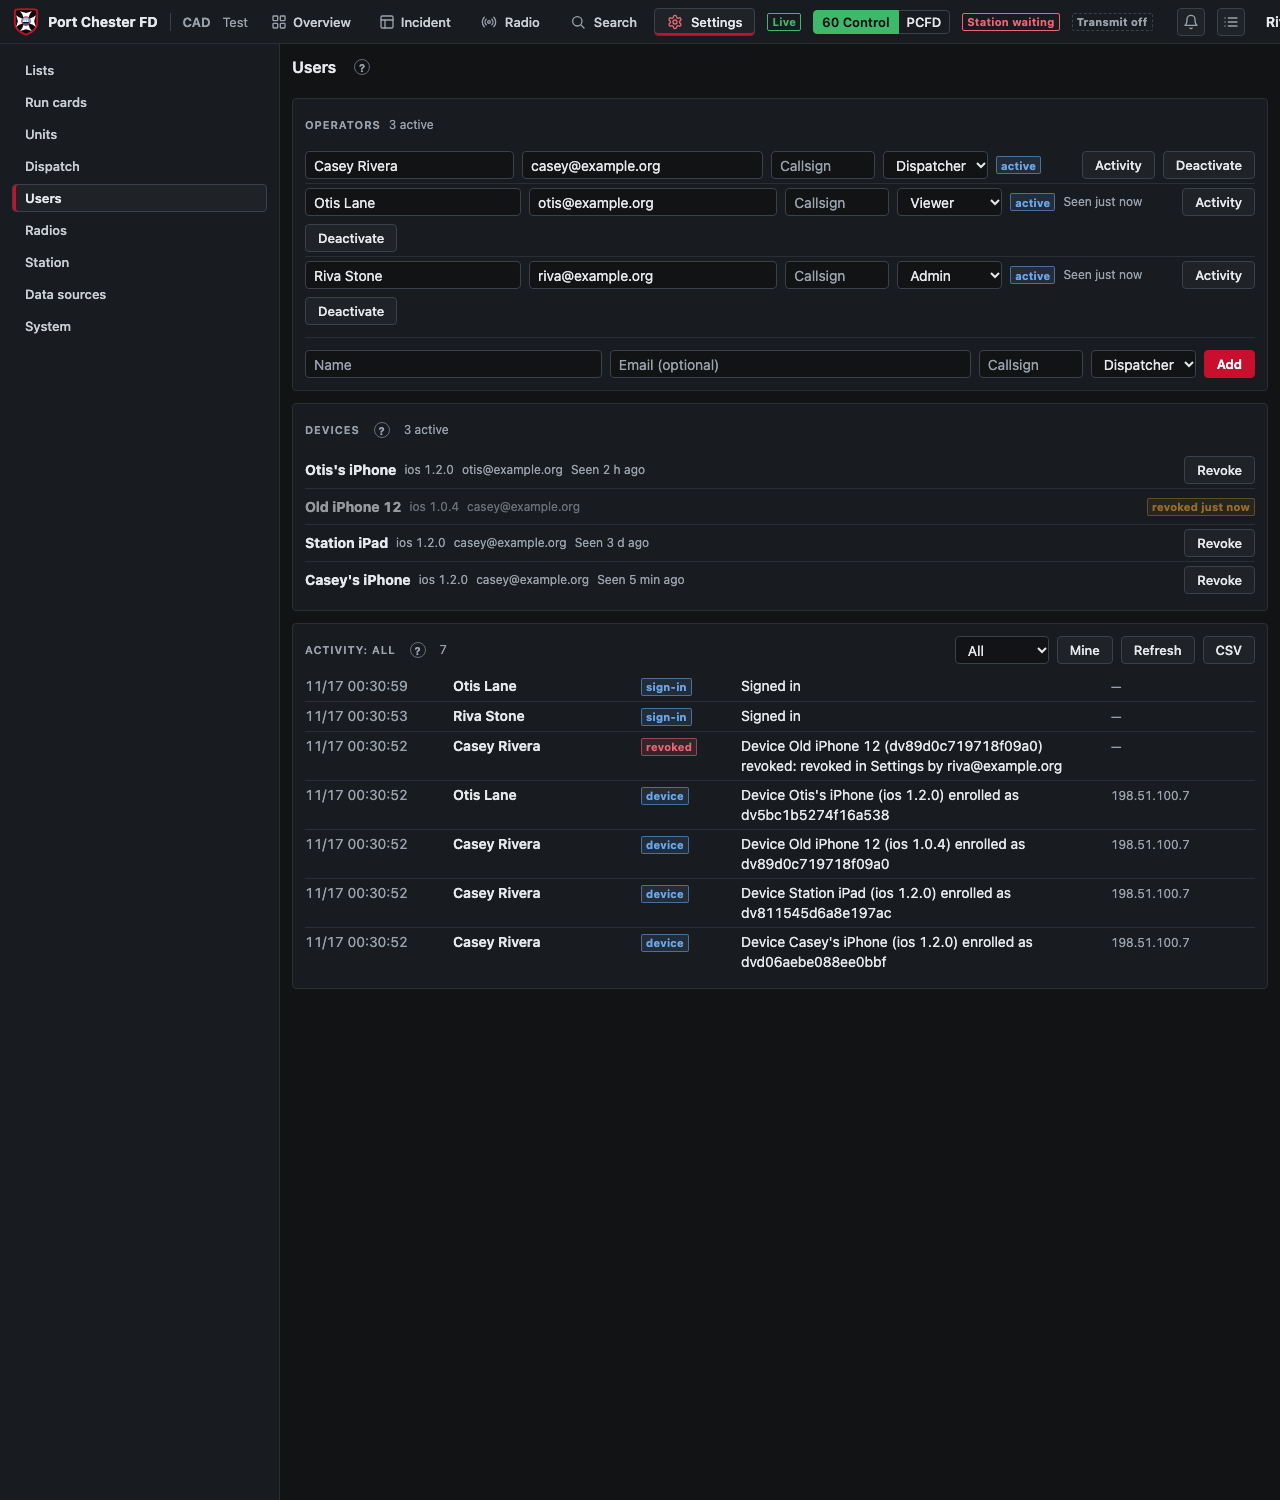 Port Chester FD
CAD Test
Overview
Incident
Radio
Search
Settings
Live
60 Control PCFD
Station waiting
Transmit off
Lists
Run cards
Units
Dispatch
Users
Radios
Station
Data sources
System
Users ?
OPERATORS 3 active
Casey Rivera casey@example.org Callsign Dispatcher active Activity Deactivate
Otis Lane otis@example.org Callsign Viewer active Seen just now Activity
Deactivate
Riva Stone riva@example.org Callsign Admin active Seen just now Activity
Deactivate
Name Email (optional) Callsign Dispatcher Add
DEVICES ? 3 active
Otis's iPhone ios 1.2.0 otis@example.org Seen 2 h ago Revoke
Old iPhone 12 ios 1.0.4 casey@example.org revoked just now
Station iPad ios 1.2.0 casey@example.org Seen 3 d ago Revoke
Casey's iPhone ios 1.2.0 casey@example.org Seen 5 min ago Revoke
ACTIVITY: ALL ? 7 All Mine Refresh CSV
11/17 00:30:59 Otis Lane sign-in Signed in —
11/17 00:30:53 Riva Stone sign-in Signed in —
11/17 00:30:52 Casey Rivera revoked Device Old iPhone 12 (dv89d0c719718f09a0) —
revoked: revoked in Settings by riva@example.org
11/17 00:30:52 Otis Lane device Device Otis's iPhone (ios 1.2.0) enrolled as 198.51.100.7
dv5bc1b5274f16a538
11/17 00:30:52 Casey Rivera device Device Old iPhone 12 (ios 1.0.4) enrolled as 198.51.100.7
dv89d0c719718f09a0
11/17 00:30:52 Casey Rivera device Device Station iPad (ios 1.2.0) enrolled as 198.51.100.7
dv811545d6a8e197ac
11/17 00:30:52 Casey Rivera device Device Casey's iPhone (ios 1.2.0) enrolled as 198.51.100.7
dvd06aebe088ee0bbf